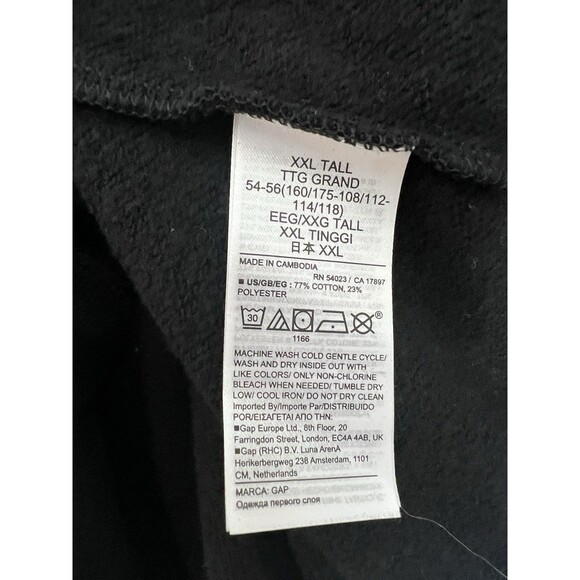 XXL TALL
TTG GRAND
54-56(160/175-108/112-
114/118)
EEG/XXG TALL
XXL TINGGI
日本 XXL
MADE IN CAMBODIA
RN 54023 / CA 17897
■ US/GB/EG : 77% COTTON, 23%
POLYESTER
30
®
1166
MACHINE WASH COLD GENTLE CYCLE/
WASH AND DRY INSIDE OUT WITH
LIKE COLORS/ ONLY NON-CHLORINE
BLEACH WHEN NEEDED/ TUMBLE DRY
LOW/ COOL IRON/ DO NOT DRY CLEAN
Imported By/Importe Par/DISTRIBUIDO
POR/ΕΙΣΑΓΕΤΑΙ ΑΠΟ ΤΗΝ:
■Gap Europe Ltd., 8th Floor, 20
Farringdon Street, London, EC4A 4AB, UK
■Gap (RHC) B.V. Luna ArenA
Herikerbergweg 238 Amsterdam, 1101
CM, Netherlands
MARCA: GAP
Одежда первого слоя